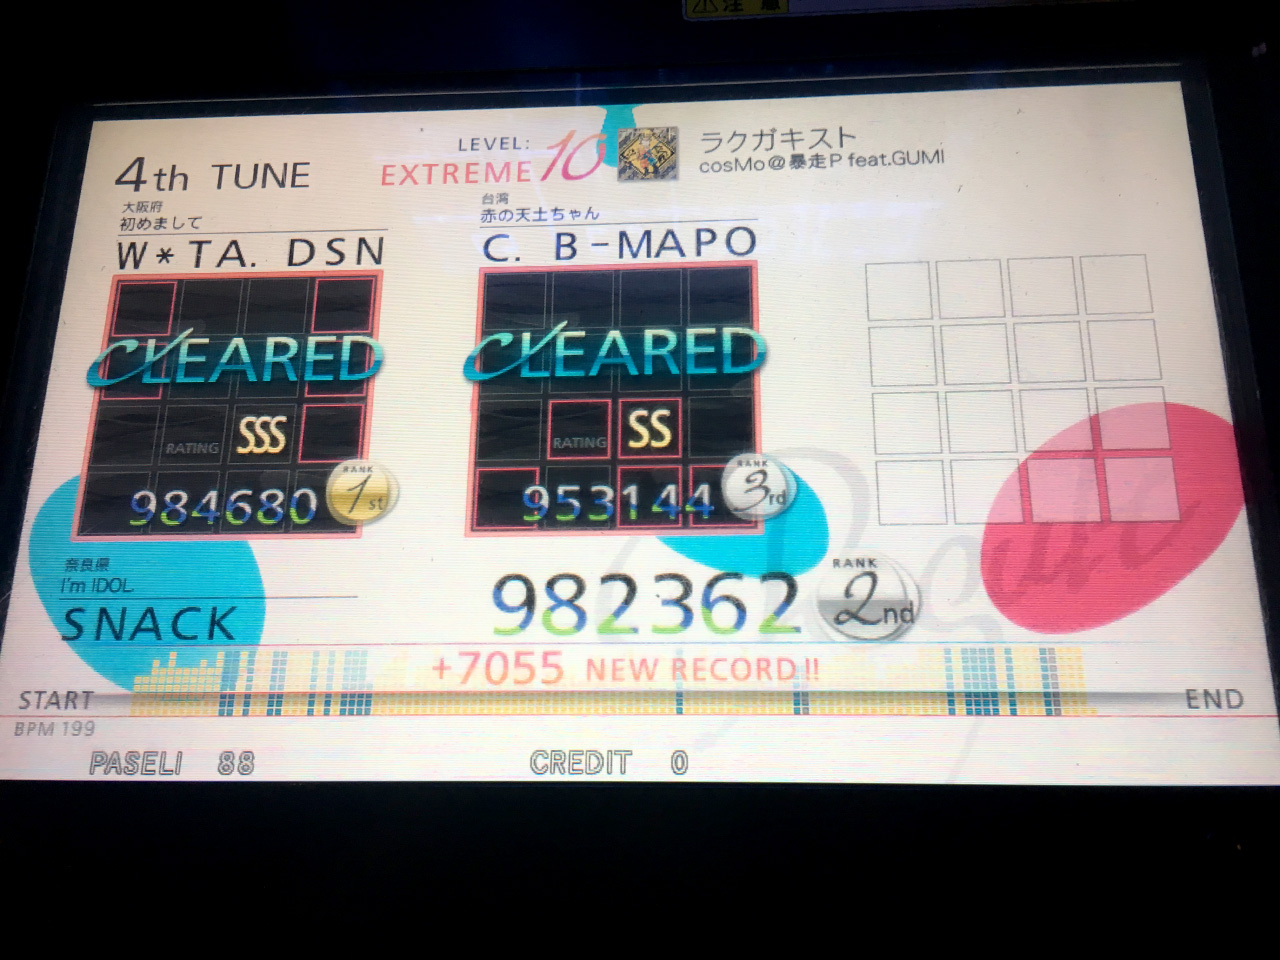 注意
4th TUNE
LEVEL:
EXTREME 10
ラクガキスト
cosMo@暴走P feat.GUMI
大阪府
初めまして
W*TA. DSN
台湾
赤の天土ちゃん
C. B-MAPO
CLEARED
CLEARED
RATING SSS
RATING SS
984680
RANK 1st
953144
RANK 3rd
奈良県
I'm IDOL
SNACK
982362
RANK 2nd
+7055 NEW RECORD!!
START
END
BPM 199
PASELI 88
CREDIT 0